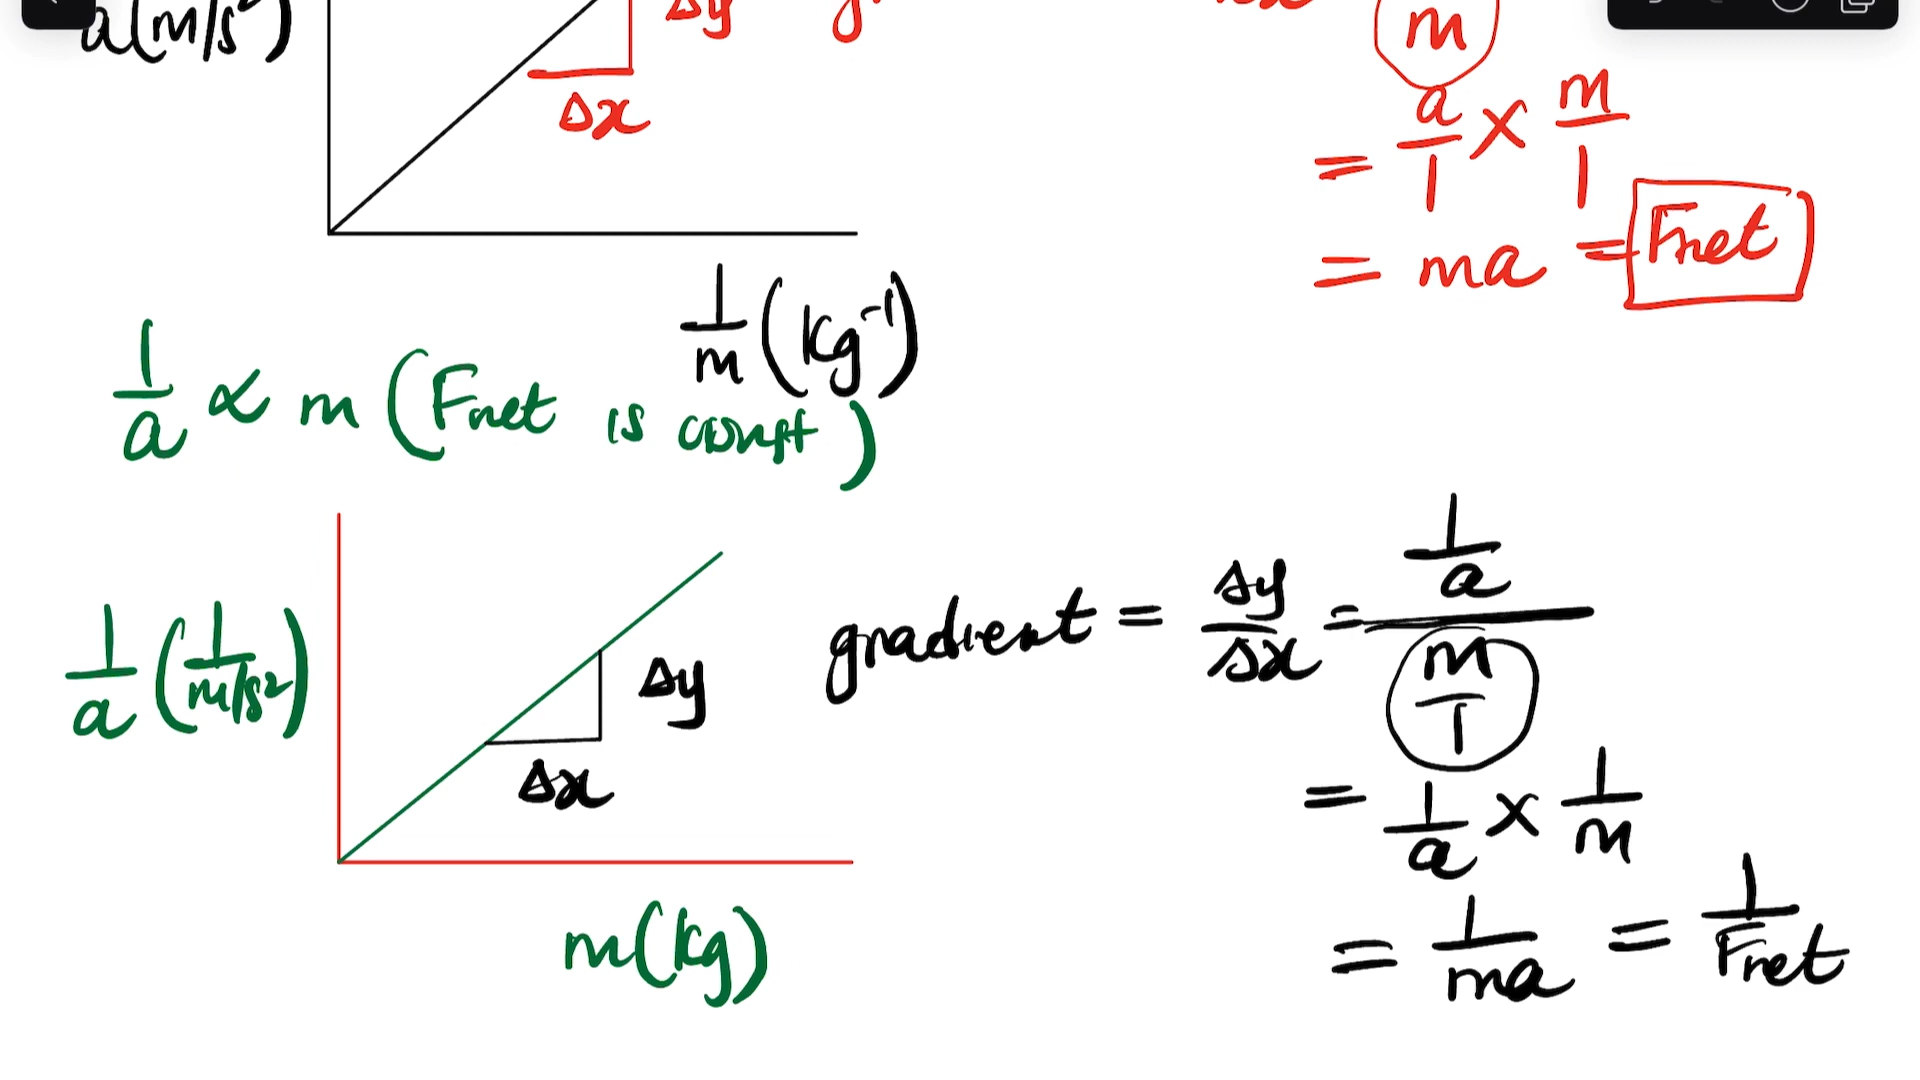 a(m/s²)
Δy
Δx
m
= a/1 × m/1
= ma = Fnet
1/m (kg⁻¹)
1/a ∝ m (Fnet is const)
1/a (1/m/s²)
Δy
Δx
m(kg)
gradient = Δy/Δx = 1/a / m/1
= 1/a × 1/m
= 1/ma = 1/Fnet